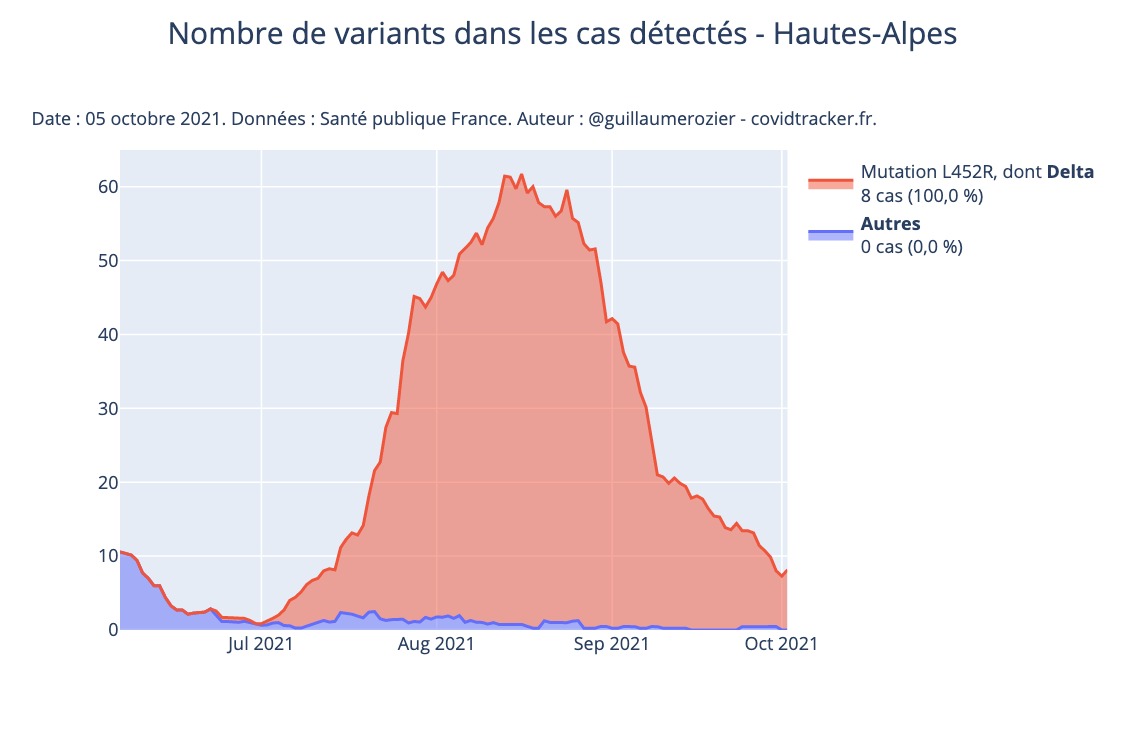 Nombre de variants dans les cas détectés - Hautes-Alpes
Date : 05 octobre 2021. Données : Santé publique France. Auteur : @guillaumerozier - covidtracker.fr.
Mutation L452R, dont Delta
8 cas (100,0 %)
Autres
0 cas (0,0 %)
60
50
40
30
20
10
0
Jul 2021
Aug 2021
Sep 2021
Oct 2021